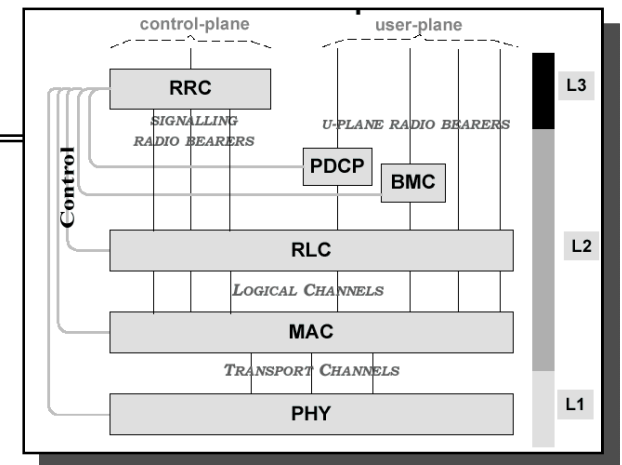 control-plane
user-plane
RRC
L3
SIGNALLING
RADIO BEARERS
U-PLANE RADIO BEARERS
Control
PDCP
BMC
RLC
L2
LOGICAL CHANNELS
MAC
TRANSPORT CHANNELS
PHY
L1